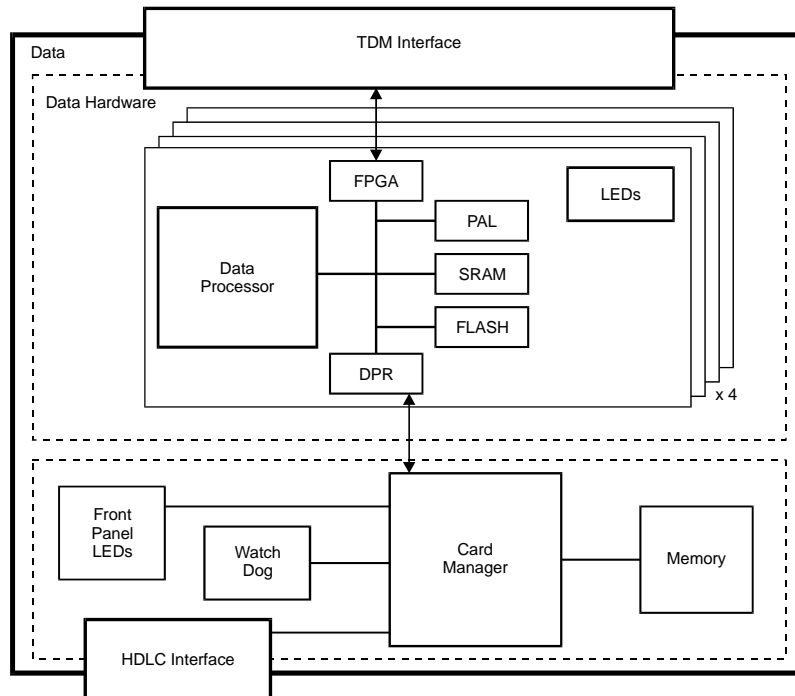 TDM Interface
Data
Data Hardware
FPGA
LEDs
PAL
Data
Processor
SRAM
FLASH
DPR
x 4
Front
Panel
LEDs
Watch
Dog
Card
Manager
Memory
HDLC Interface